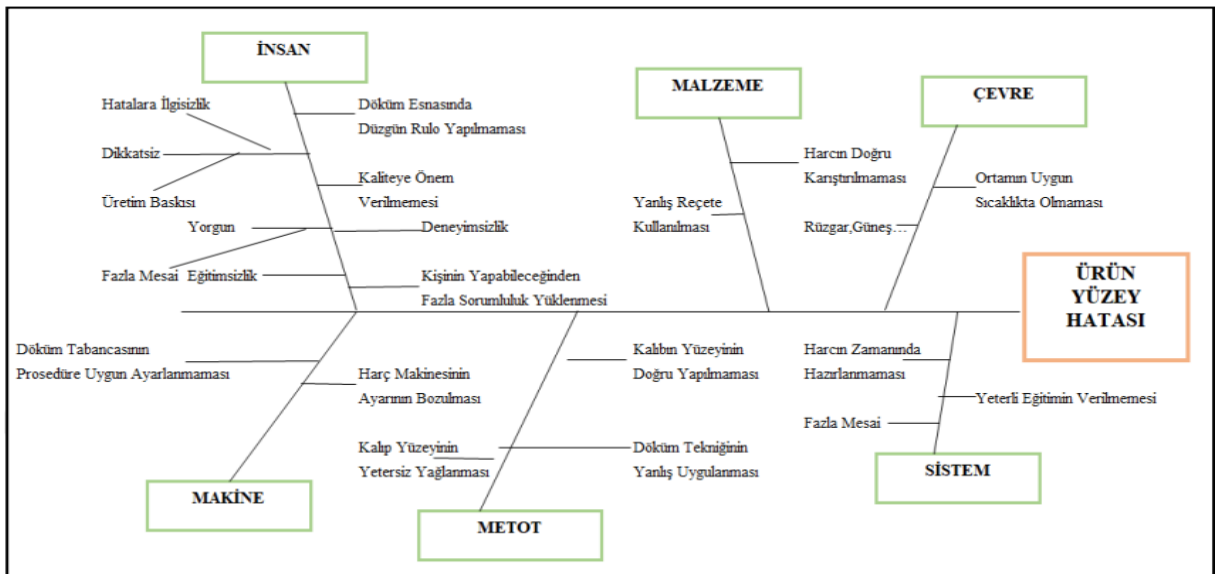 İNSAN
Hatalara İlgisizlik
Dikkatsiz
Üretim Baskısı
Yorgun
Fazla Mesai
Eğitimsizlik
Döküm Esnasında
Düzgün Rulo Yapılmaması
Kaliteye Önem
Verilmemesi
Deneyimsizlik
Kişinin Yapabileceğinden
Fazla Sorumluluk Yüklenmesi
MALZEME
Harcın Doğru
Karıştırılmaması
Yanlış Reçete
Kullanılması
ÇEVRE
Ortamın Uygun
Sıcaklıkta Olmaması
Rüzgar,Güneş…
ÜRÜN
YÜZEY
HATASI
Döküm Tabancasının
Prosedüre Uygun Ayarlanmaması
Harç Makinesinin
Ayarının Bozulması
MAKİNE
Kalıbın Yüzeyinin
Doğru Yapılmaması
Kalıp Yüzeyinin
Yetersiz Yağlanması
Döküm Tekniğinin
Yanlış Uygulanması
METOT
Harcın Zamanında
Hazırlanmaması
Yeterli Eğitimin Verilmemesi
Fazla Mesai
SİSTEM